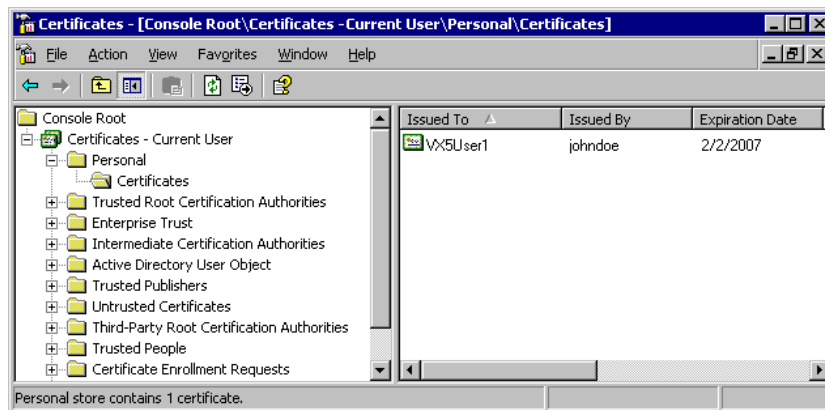 Certificates - [Console Root\Certificates -Current User\Personal\Certificates]
File Action View Favorites Window Help
Console Root
Certificates - Current User
Personal
Certificates
Trusted Root Certification Authorities
Enterprise Trust
Intermediate Certification Authorities
Active Directory User Object
Trusted Publishers
Untrusted Certificates
Third-Party Root Certification Authorities
Trusted People
Certificate Enrollment Requests
Issued To Issued By Expiration Date
VX5User1 johndoe 2/2/2007
Personal store contains 1 certificate.